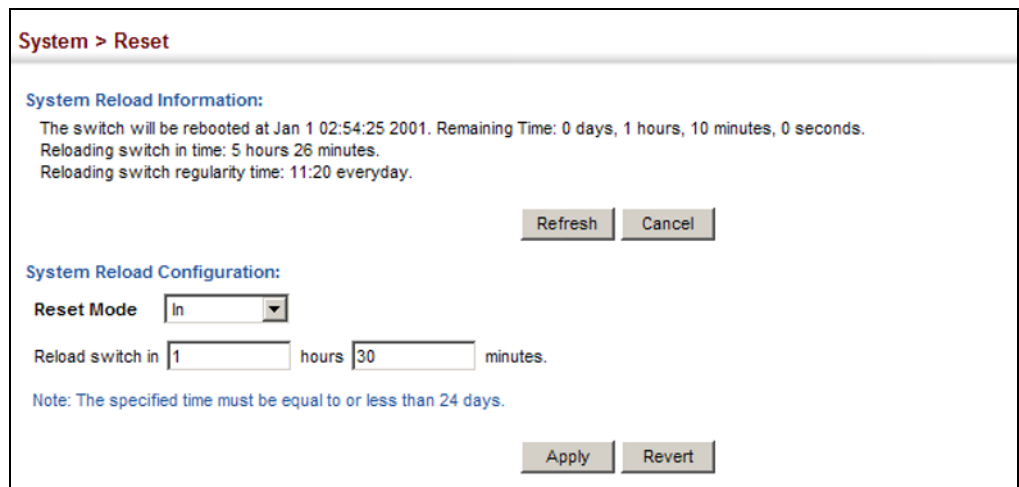 System > Reset
System Reload Information:
The switch will be rebooted at Jan 1 02:54:25 2001. Remaining Time: 0 days, 1 hours, 10 minutes, 0 seconds.
Reloading switch in time: 5 hours 26 minutes.
Reloading switch regularity time: 11:20 everyday.
Refresh Cancel
System Reload Configuration:
Reset Mode In
Reload switch in 1 hours 30 minutes.
Note: The specified time must be equal to or less than 24 days.
Apply Revert